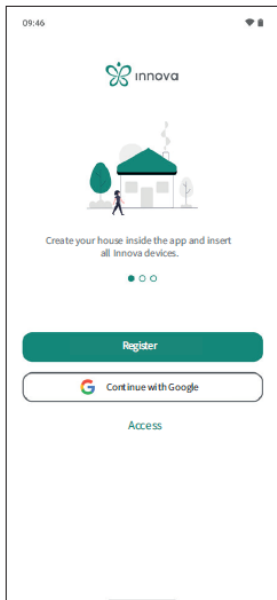 09:46
innova
Create your house inside the app and insert
all Innova devices.
Register
Continue with Google
Access